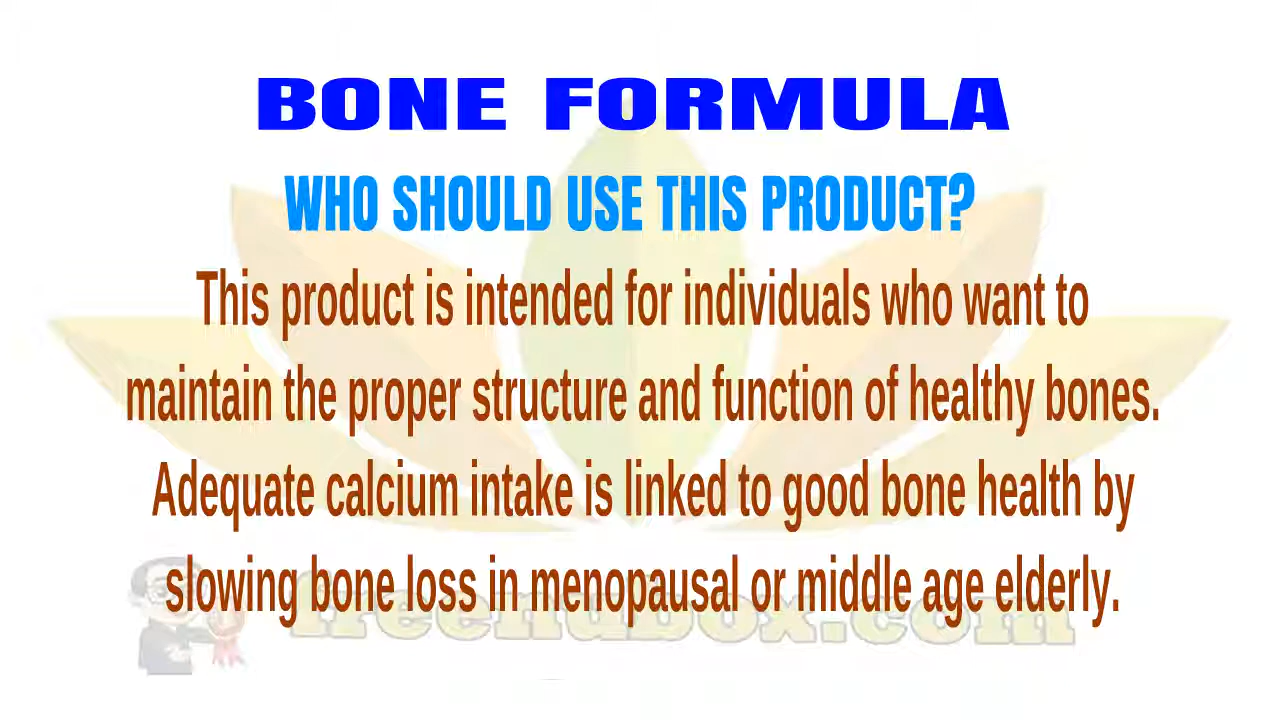 BONE FORMULA
WHO SHOULD USE THIS PRODUCT?
This product is intended for individuals who want to
maintain the proper structure and function of healthy bones.
Adequate calcium intake is linked to good bone health by
slowing bone loss in menopausal or middle age elderly.